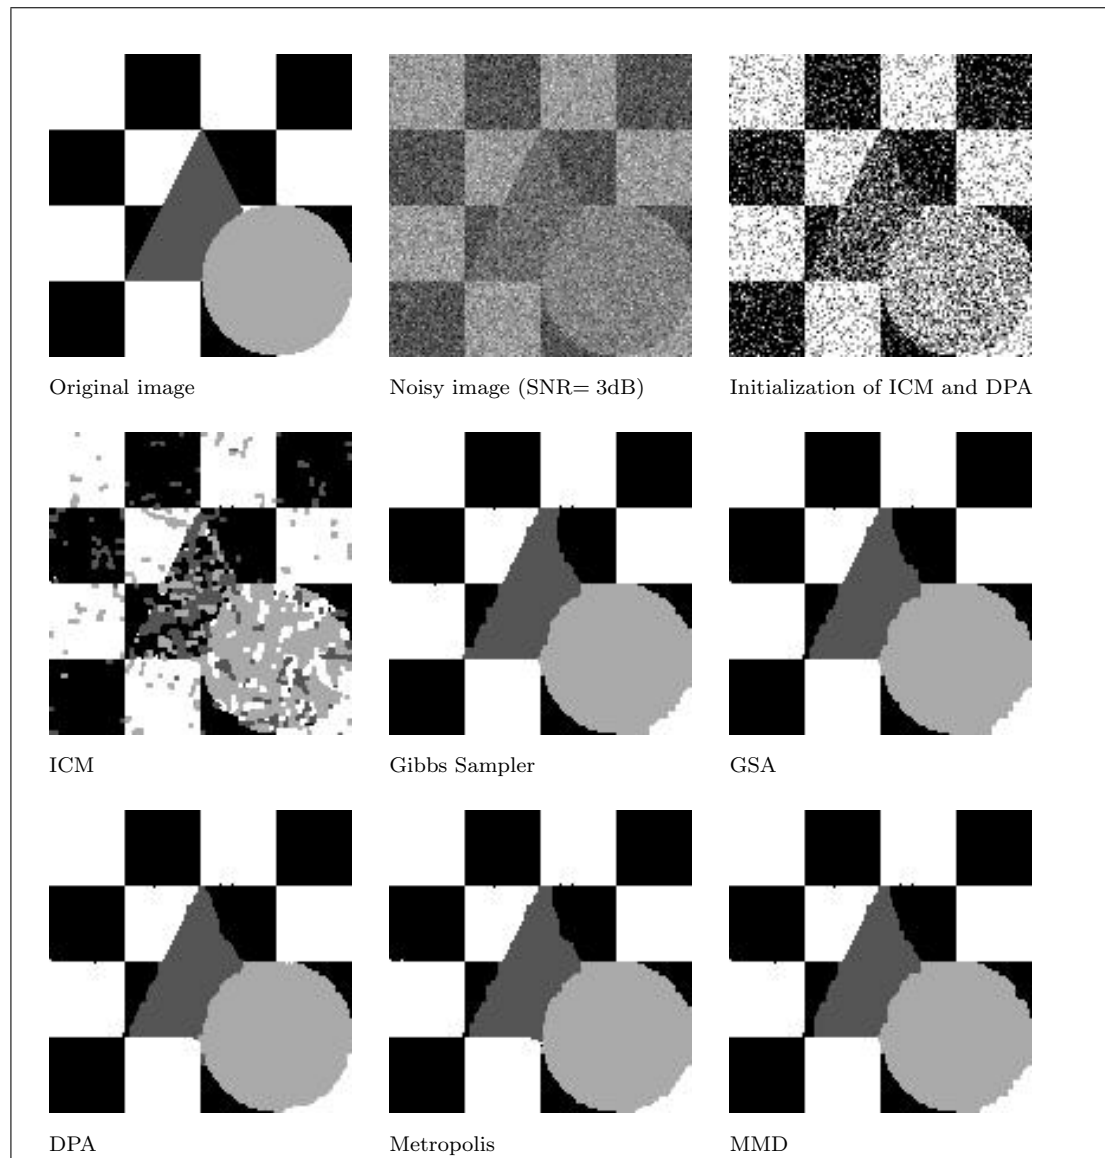 Original image
Noisy image (SNR= 3dB)
Initialization of ICM and DPA
ICM
Gibbs Sampler
GSA
DPA
Metropolis
MMD